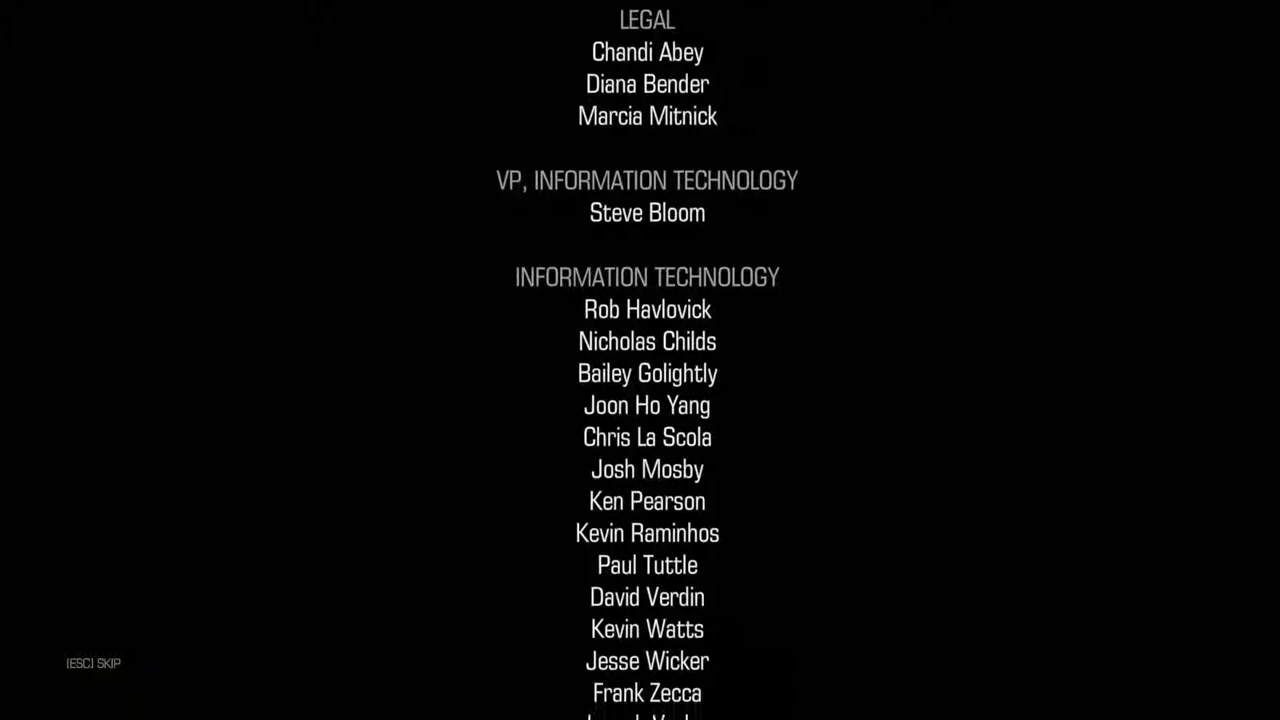 LEGAL
Chandi Abey
Diana Bender
Marcia Mitnick
VP, INFORMATION TECHNOLOGY
Steve Bloom
INFORMATION TECHNOLOGY
Rob Havlovick
Nicholas Childs
Bailey Golightly
Joon Ho Yang
Chris La Scola
Josh Mosby
Ken Pearson
Kevin Raminhos
Paul Tuttle
David Verdin
Kevin Watts
Jesse Wicker
[ESC] SKIP
Frank Zecca